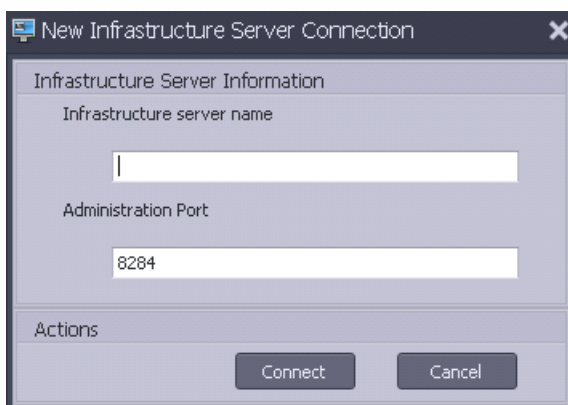 New Infrastructure Server Connection
Infrastructure Server Information
Infrastructure server name
Administration Port
8284
Actions
Connect Cancel